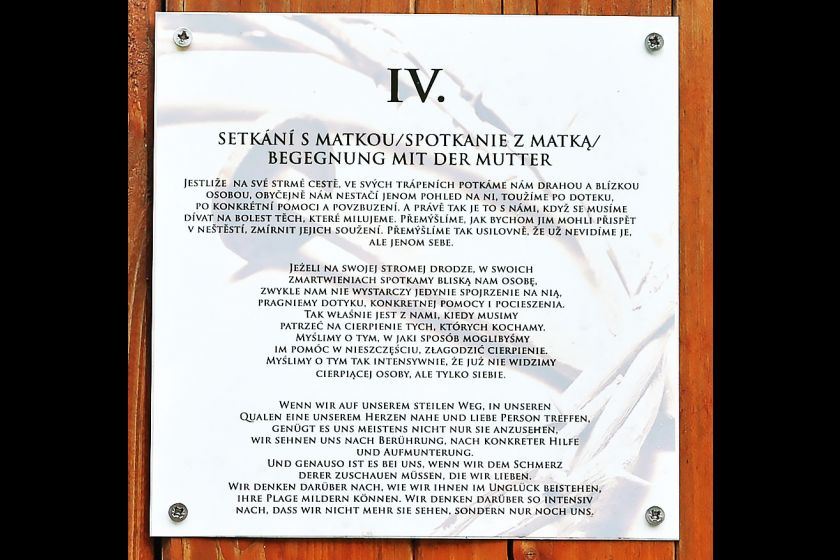 IV.
SETKÁNÍ S MATKOU/SPOTKANIE Z MATKĄ/
BEGEGNUNG MIT DER MUTTER
JESTLIŽE NA SVÉ STRMÉ CESTĚ, VE SVÝCH TRÁPENÍCH POTKÁME NÁM DRAHOU A BLÍZKOU
OSOBOU, OBYČEJNĚ NÁM NESTAČÍ JENOM POHLED NA NI, TOUŽÍME PO DOTEKU,
PO KONKRÉTNÍ POMOCI A POVZBUZENÍ. A PRÁVĚ TAK JE TO S NÁMI, KDYŽ SE MUSÍME
DÍVAT NA BOLEST TĚCH, KTERÉ MILUJEME. PŘEMÝŠLÍME, JAK BYCHOM JIM MOHLI PŘISPĚT
V NEŠTĚSTÍ, ZMÍRNIT JEJICH SOUŽENÍ. PŘEMÝŠLÍME TAK USILOVNĚ, ŽE UŽ NEVIDÍME JE,
ALE JENOM SEBE.
JEŻELI NA SWOJEJ STROMEJ DRODZE, W SWOICH
ZMARTWIENIACH SPOTKAMY BLISKĄ NAM OSOBĘ,
ZWYKLE NAM NIE WYSTARCZY JEDYNIE SPOJRZENIE NA NIĄ,
PRAGNIEMY DOTYKU, KONKRETNEJ POMOCY I POCIESZENIA.
TAK WŁAŚNIE JEST Z NAMI, KIEDY MUSIMY
PATRZEĆ NA CIERPIENIE TYCH, KTÓRYCH KOCHAMY.
MYŚLIMY O TYM, W JAKI SPOSÓB MOGLIBYŚMY
IM POMÓC W NIESZCZĘŚCIU, ZŁAGODZIĆ CIERPIENIE.
MYŚLIMY O TYM TAK INTENSYWNIE, ŻE JUŻ NIE WIDZIMY
CIERPIĄCEJ OSOBY, ALE TYLKO SIEBIE.
WENN WIR AUF UNSEREM STEILEN WEG, IN UNSEREN
QUALEN EINE UNSEREM HERZEN NAHE UND LIEBE PERSON TREFFEN,
GENÜGT ES UNS MEISTENS NICHT NUR SIE ANZUSEHEN,
WIR SEHNEN UNS NACH BERÜHRUNG, NACH KONKRETER HILFE
UND AUFMUNTERUNG.
UND GENAUSO IST ES BEI UNS, WENN WIR DEM SCHMERZ
DERER ZUSCHAUEN MÜSSEN, DIE WIR LIEBEN.
WIR DENKEN DARÜBER NACH, WIE WIR IHNEN IM UNGLÜCK BEISTEHEN,
IHRE PLAGE MILDERN KÖNNEN. WIR DENKEN DARÜBER SO INTENSIV
NACH, DASS WIR NICHT MEHR SIE SEHEN, SONDERN NUR NOCH UNS.